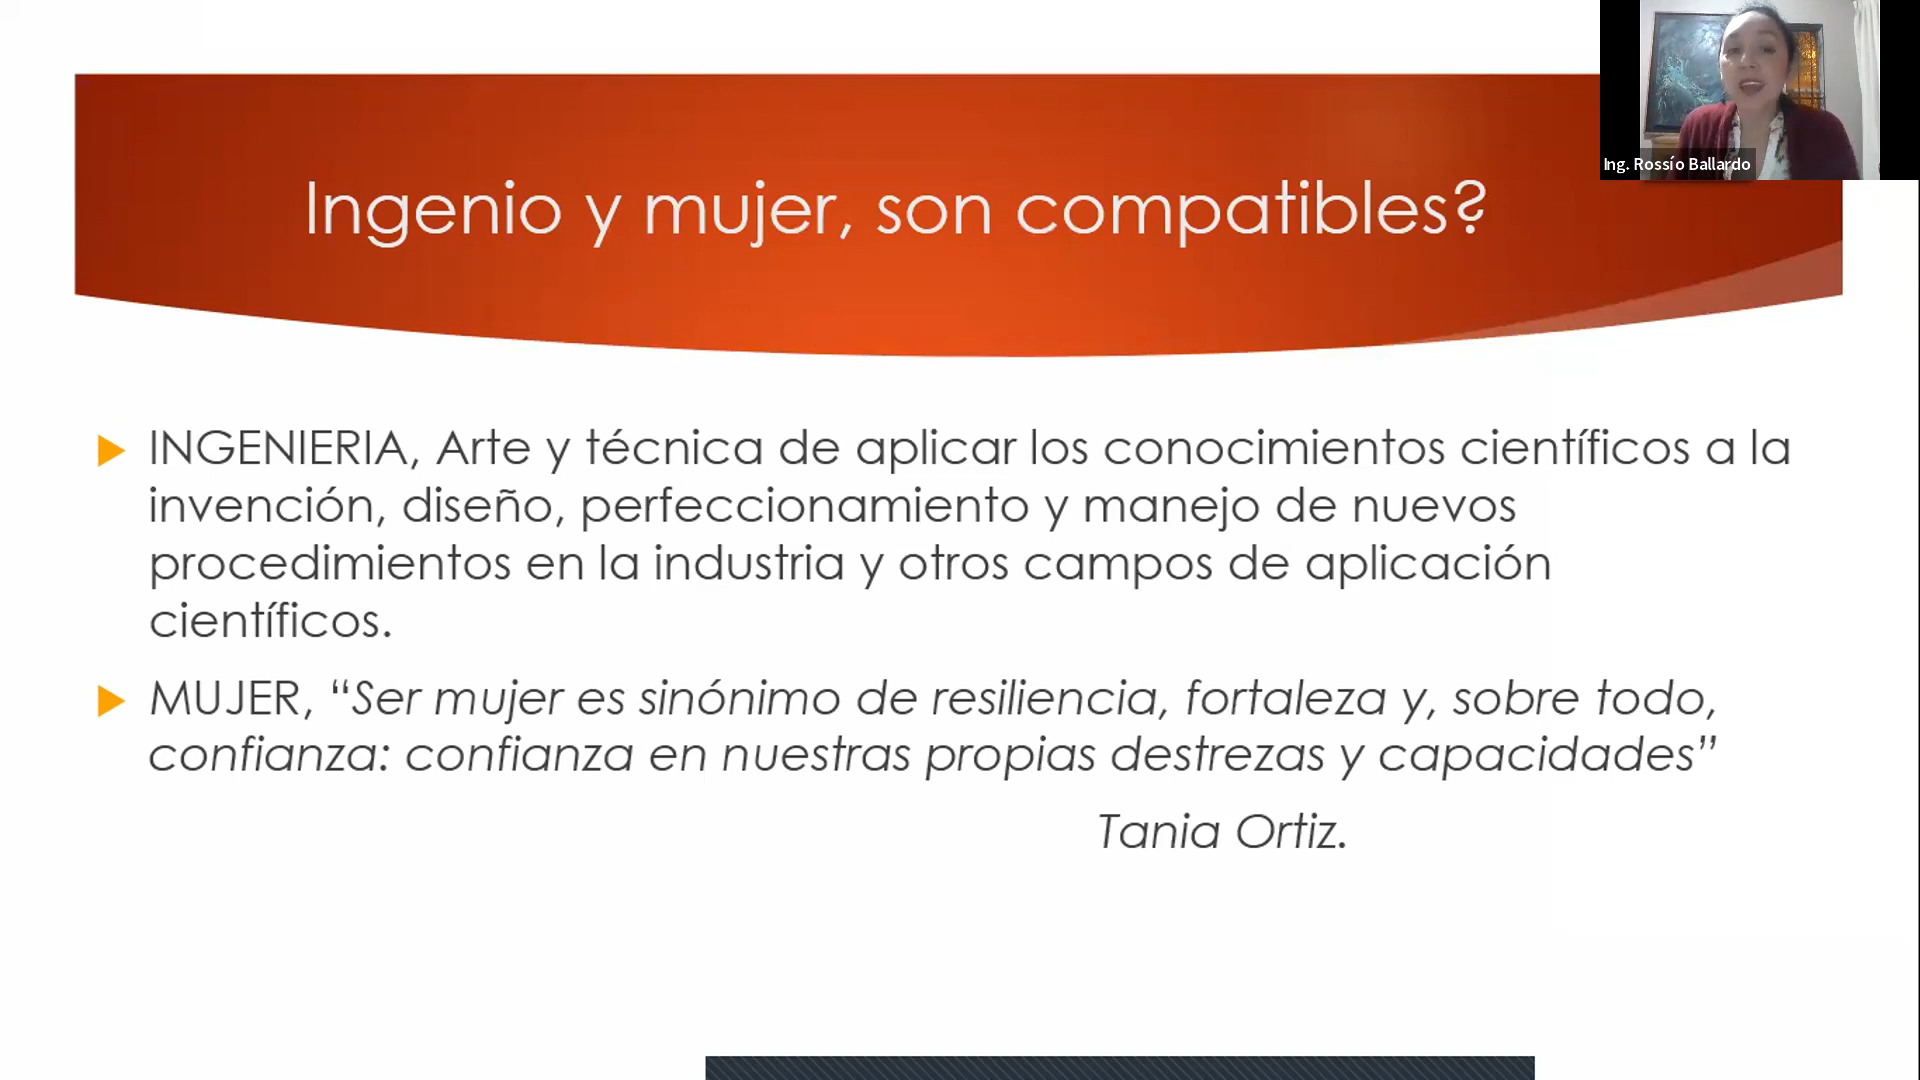 Ing. Rossío Ballardo
Ingenio y mujer, son compatibles?
INGENIERIA, Arte y técnica de aplicar los conocimientos científicos a la
invención, diseño, perfeccionamiento y manejo de nuevos
procedimientos en la industria y otros campos de aplicación
científicos.
MUJER, “Ser mujer es sinónimo de resiliencia, fortaleza y, sobre todo,
confianza: confianza en nuestras propias destrezas y capacidades”
Tania Ortiz.